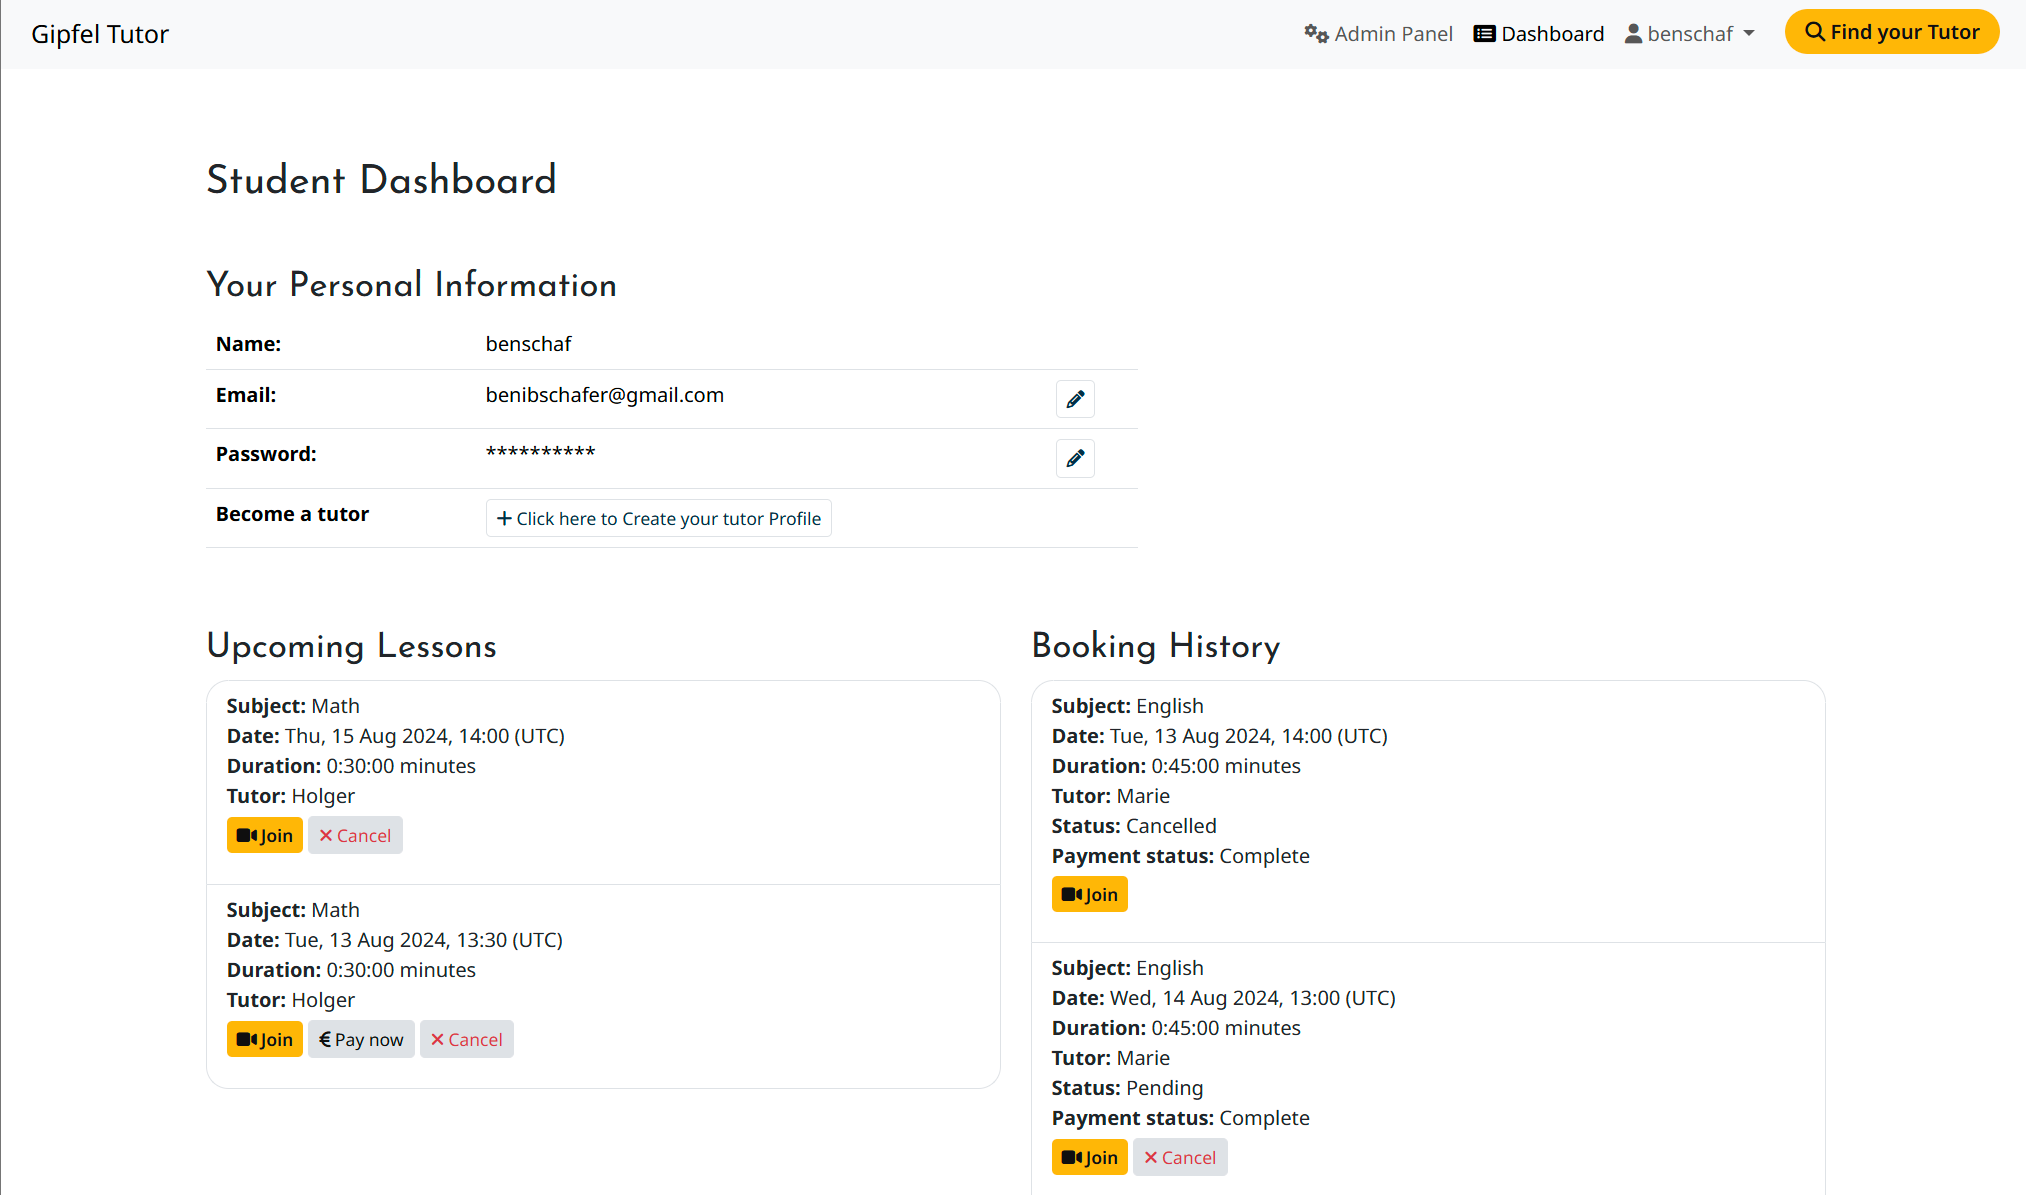 Gipfel Tutor
Admin Panel
Dashboard
benschaf
Find your Tutor
Student Dashboard
Your Personal Information
Name: benschaf
Email: benibschafer@gmail.com
Password: **********
Become a tutor
Click here to Create your tutor Profile
Upcoming Lessons
Subject: Math
Date: Thu, 15 Aug 2024, 14:00 (UTC)
Duration: 0:30:00 minutes
Tutor: Holger
Join
Cancel
Subject: Math
Date: Tue, 13 Aug 2024, 13:30 (UTC)
Duration: 0:30:00 minutes
Tutor: Holger
Join
€ Pay now
Cancel
Booking History
Subject: English
Date: Tue, 13 Aug 2024, 14:00 (UTC)
Duration: 0:45:00 minutes
Tutor: Marie
Status: Cancelled
Payment status: Complete
Join
Subject: English
Date: Wed, 14 Aug 2024, 13:00 (UTC)
Duration: 0:45:00 minutes
Tutor: Marie
Status: Pending
Payment status: Complete
Join
Cancel